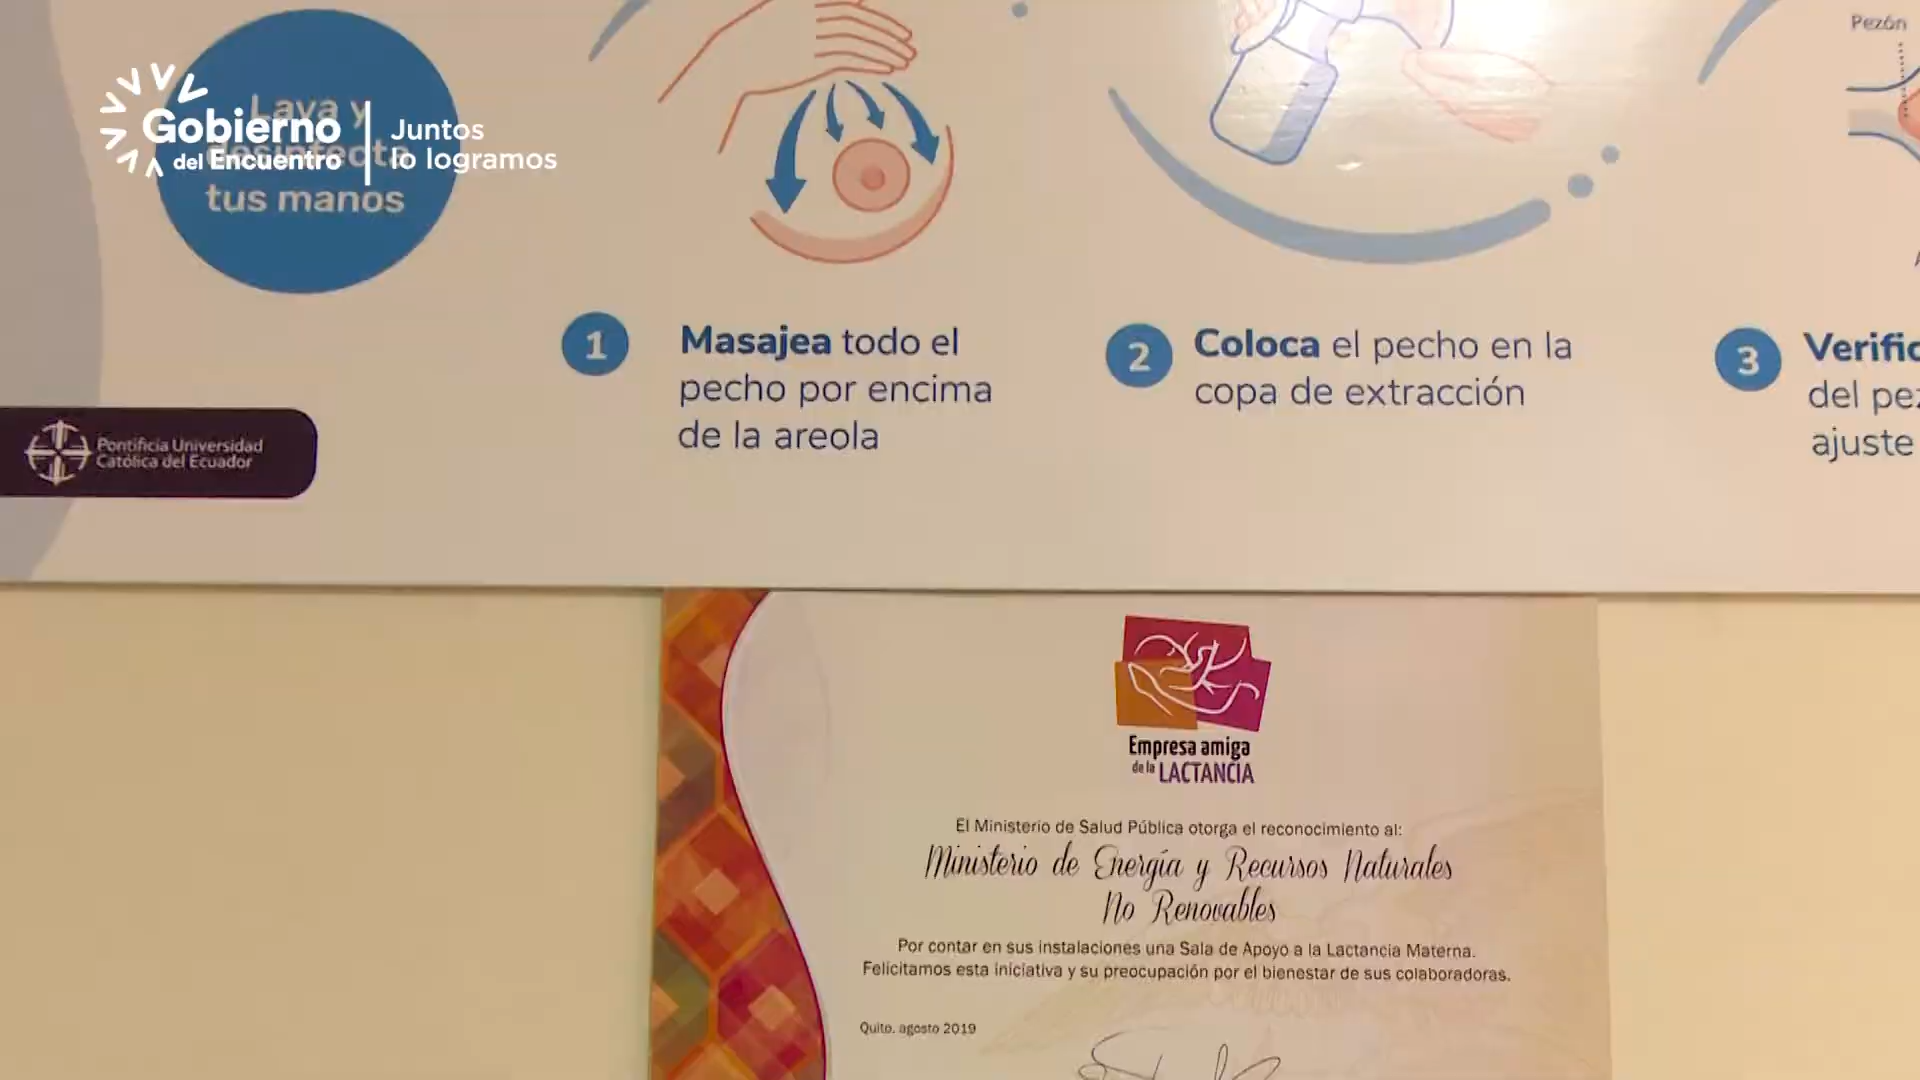 Gobierno
del Encuentro
Juntos
lo logramos
Lava y
desinfecta
tus manos
Pezón
1
Masajea todo el
pecho por encima
de la areola
2
Coloca el pecho en la
copa de extracción
3
del
ajuste
Pontificia Universidad
Católica del Ecuador
Empresa amiga
de la LACTANCIA
El Ministerio de Salud Pública otorga el reconocimiento al:
Ministerio de Energía y Recursos Naturales
No Renovables
Por contar en sus instalaciones una Sala de Apoyo a la Lactancia Materna.
Felicitamos esta iniciativa y su preocupación por el bienestar de sus colaboradoras.
Quito, agosto 2019